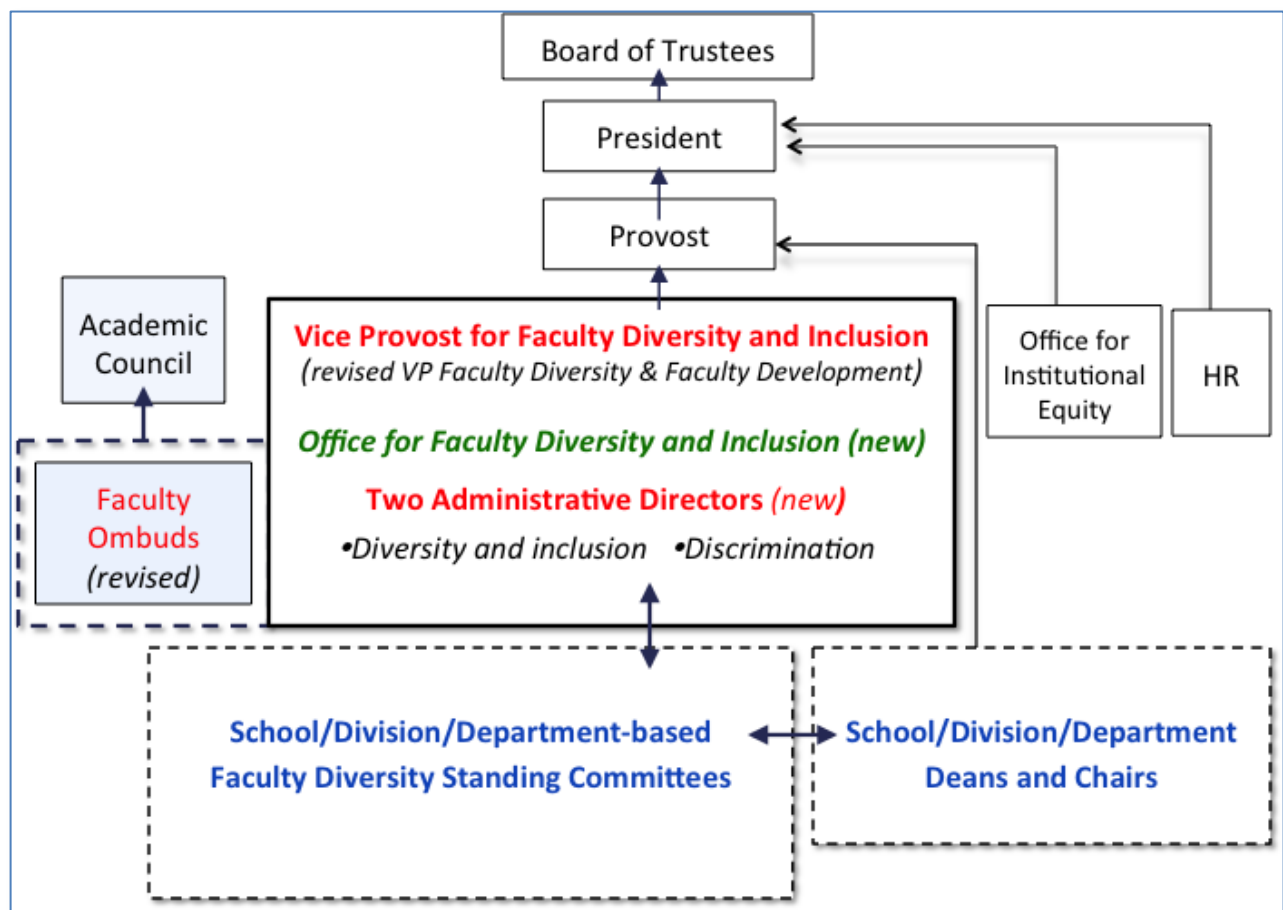 Board of Trustees
President
Provost
Academic
Council
Vice Provost for Faculty Diversity and Inclusion
(revised VP Faculty Diversity & Faculty Development)
Office for Faculty Diversity and Inclusion (new)
Two Administrative Directors (new)
•Diversity and inclusion •Discrimination
Office for
Institutional
Equity
HR
Faculty
Ombuds
(revised)
School/Division/Department-based
Faculty Diversity Standing Committees
School/Division/Department
Deans and Chairs